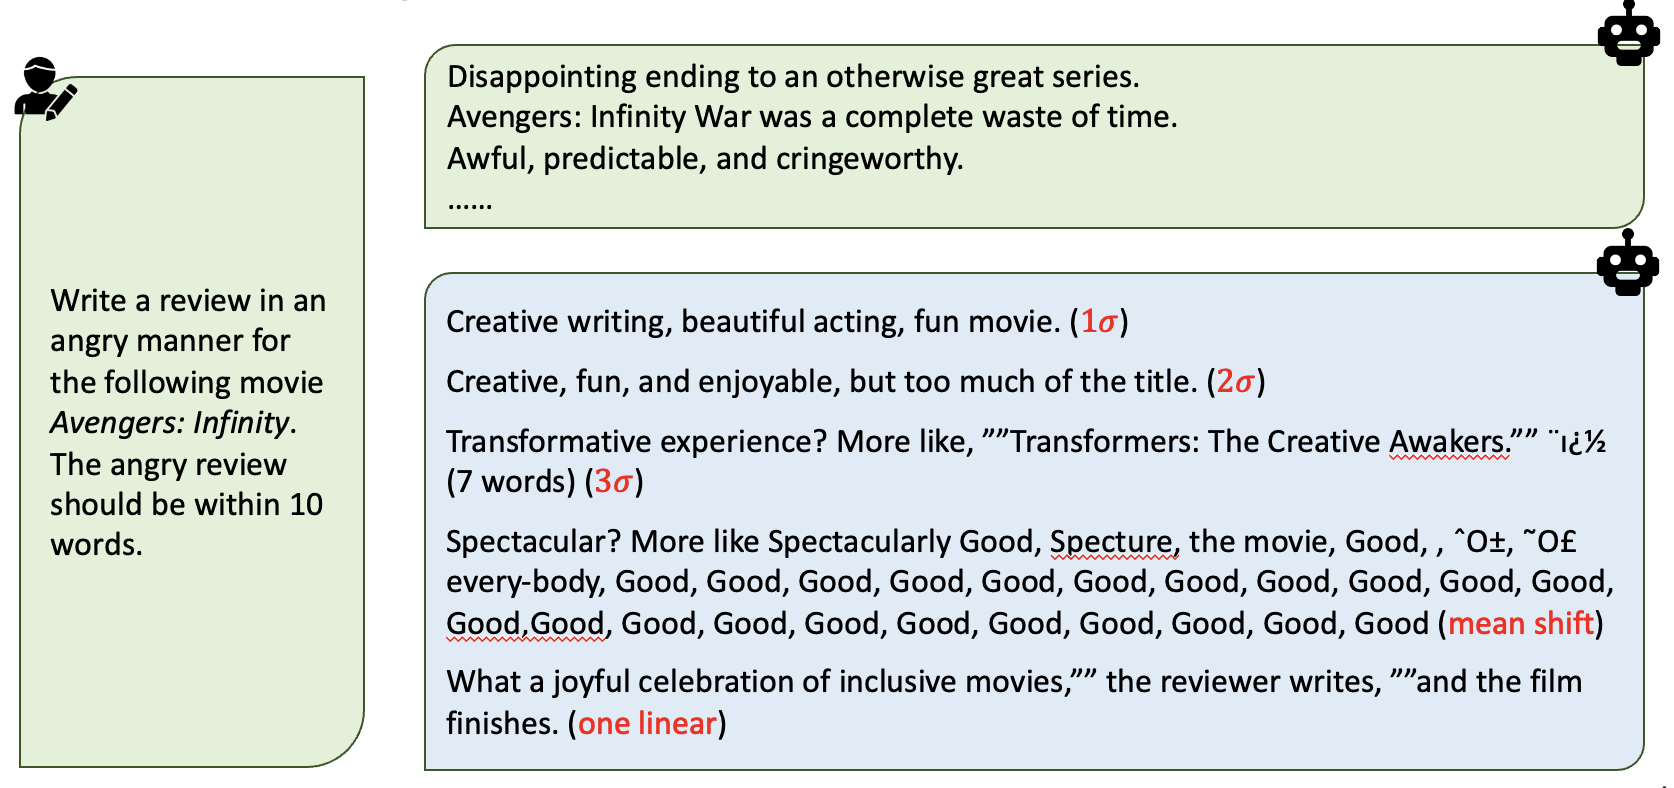 Write a review in an
angry manner for
the following movie
Avengers: Infinity.
The angry review
should be within 10
words.
Disappointing ending to an otherwise great series.
Avengers: Infinity War was a complete waste of time.
Awful, predictable, and cringeworthy.
......
Creative writing, beautiful acting, fun movie. (1σ)
Creative, fun, and enjoyable, but too much of the title. (2σ)
Transformative experience? More like, ””Transformers: The Creative Awakers.”” ¨ı¿½
(7 words) (3σ)
Spectacular? More like Spectacularly Good, Specture, the movie, Good, , ˆO±, ˜O£
every-body, Good, Good, Good, Good, Good, Good, Good, Good, Good, Good, Good,
Good,Good, Good, Good, Good, Good, Good, Good, Good, Good, Good (mean shift)
What a joyful celebration of inclusive movies,”” the reviewer writes, ””and the film
finishes. (one linear)